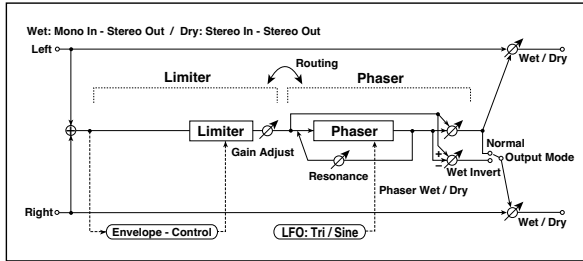 Wet: Mono In - Stereo Out / Dry: Stereo In - Stereo Out
Left
Wet / Dry
Routing
Limiter
Phaser
Limiter
Phaser
Gain Adjust
Normal
Output Mode
+
−
Wet Invert
Resonance
Phaser Wet / Dry
Right
Wet / Dry
Envelope - Control
LFO: Tri / Sine